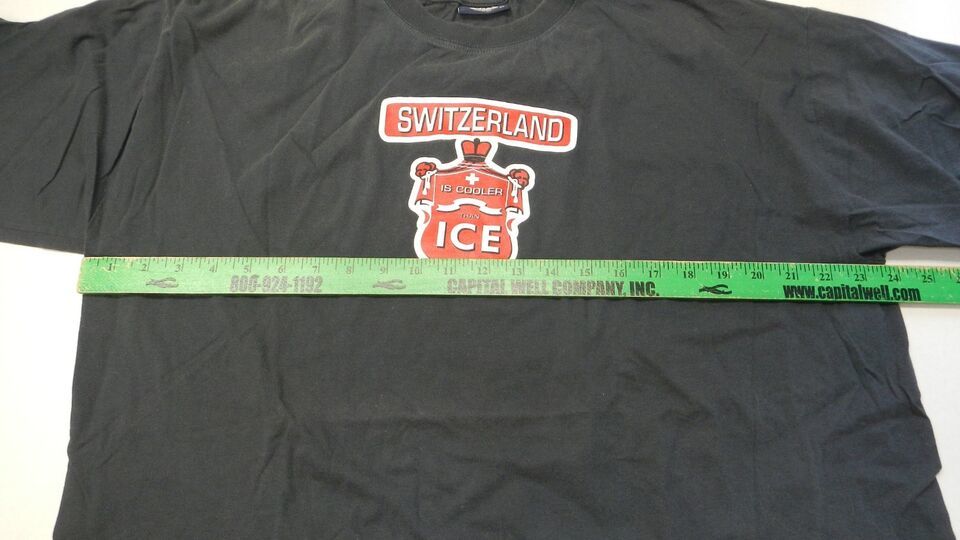 SWITZERLAND
IS COOLER
THAN
ICE
1 2 3 4 5 6 7 8 9 10 11 12 13 14 15 16 17 18 19 20 21 22 23 24 25
800-924-1192 CAPITAL WELL COMPANY, INC. www.capitalwell.com